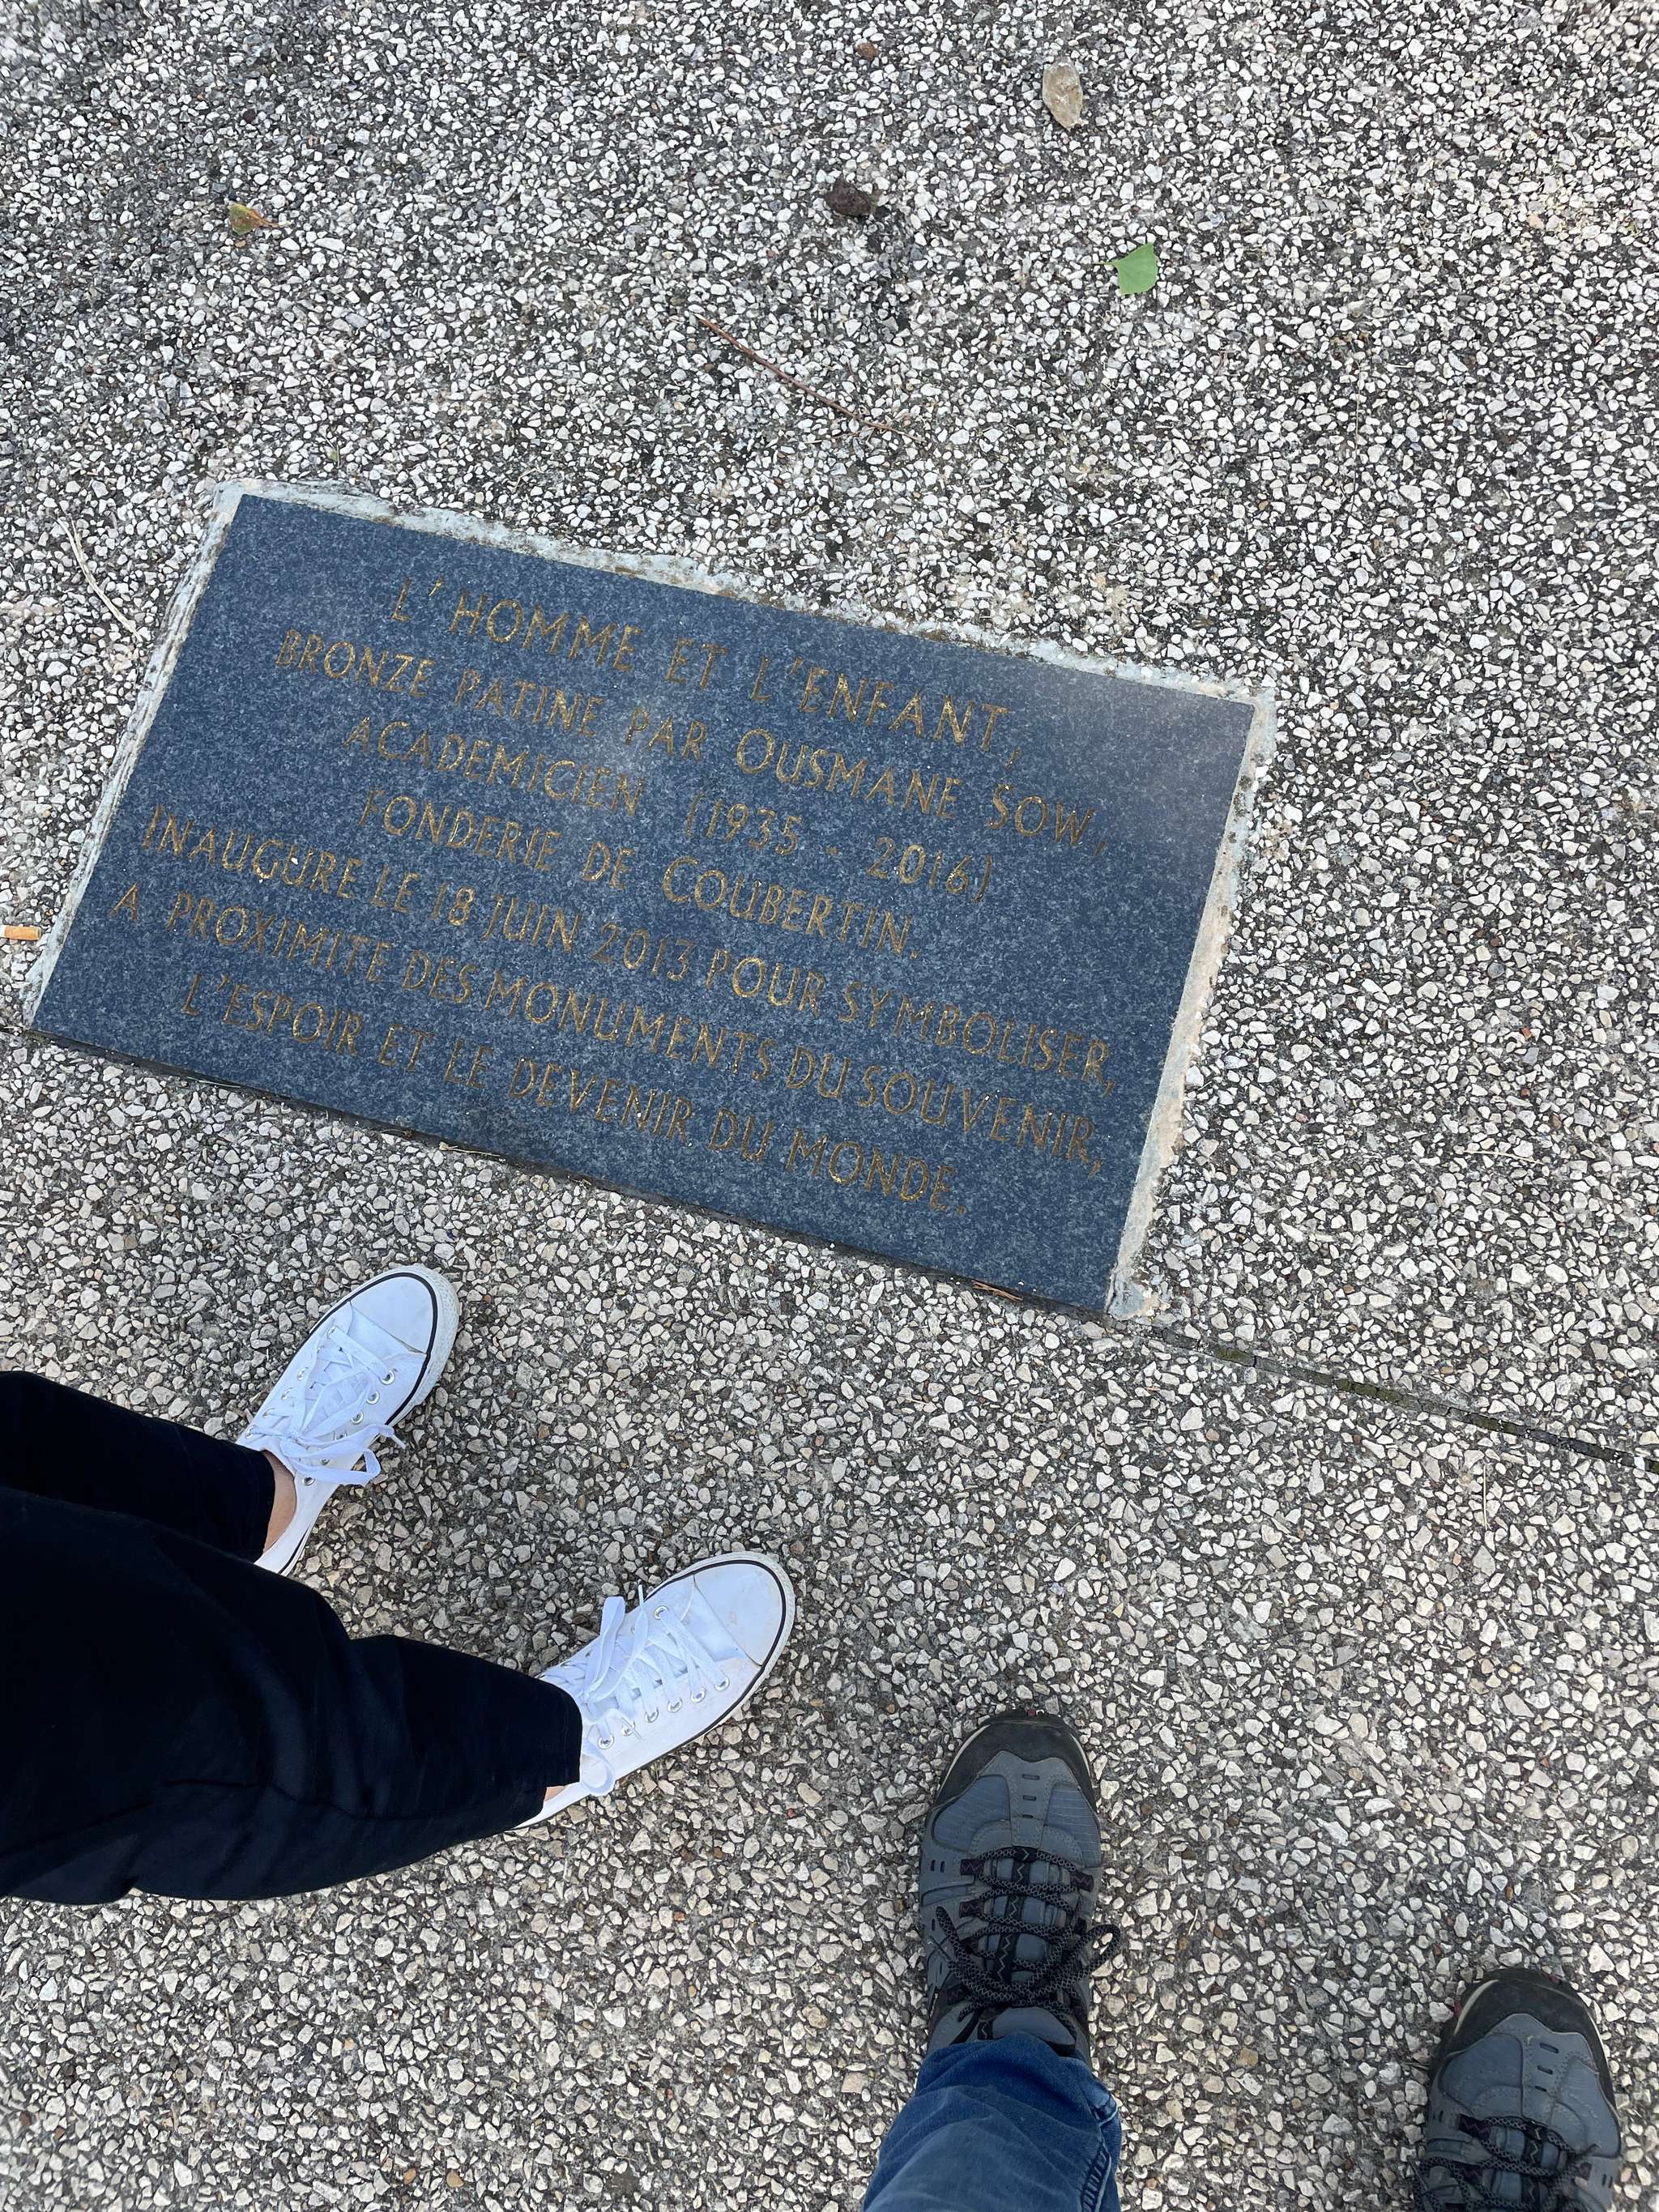 L'HOMME ET L'ENFANT,
BRONZE PATINE PAR OUSMANE SOW,
ACADEMICIEN (1935 - 2016)
FONDERIE DE COUBERTIN.
INAUGURE LE 18 JUIN 2013 POUR SYMBOLISER,
A PROXIMITE DES MONUMENTS DU SOUVENIR,
L'ESPOIR ET LE DEVENIR DU MONDE.